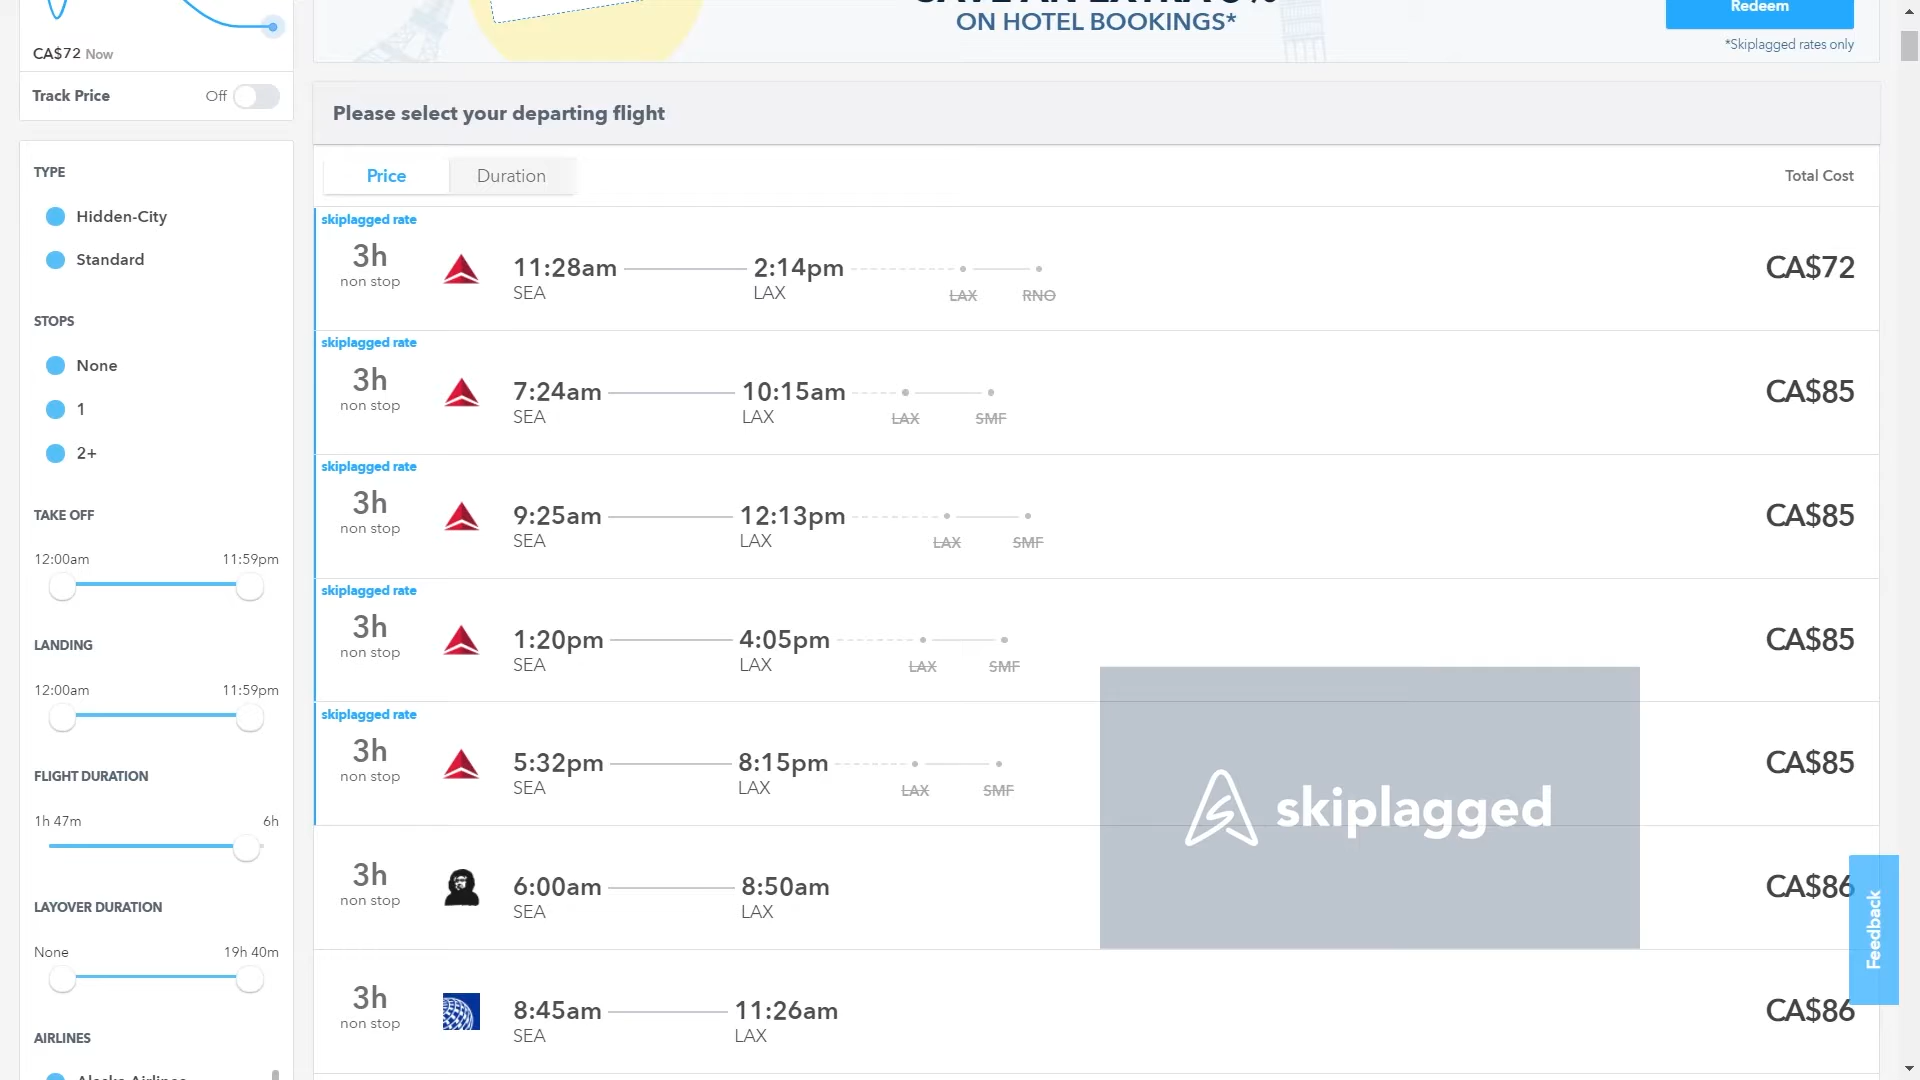 ON HOTEL BOOKINGS*
Redeem
*Skiplagged rates only
CA$72 Now
Track Price
Off
Please select your departing flight
Price
Duration
Total Cost
TYPE
Hidden-City
Standard
STOPS
None
1
2+
TAKE OFF
12:00am
11:59pm
LANDING
12:00am
11:59pm
FLIGHT DURATION
1h 47m
6h
LAYOVER DURATION
None
19h 40m
AIRLINES
Alaska Airlines
skiplagged rate
3h
non stop
11:28am
SEA
2:14pm
LAX
LAX
RNO
CA$72
skiplagged rate
3h
non stop
7:24am
SEA
10:15am
LAX
LAX
SMF
CA$85
skiplagged rate
3h
non stop
9:25am
SEA
12:13pm
LAX
LAX
SMF
CA$85
skiplagged rate
3h
non stop
1:20pm
SEA
4:05pm
LAX
LAX
SMF
CA$85
skiplagged rate
3h
non stop
5:32pm
SEA
8:15pm
LAX
LAX
SMF
CA$85
skiplagged
3h
non stop
6:00am
SEA
8:50am
LAX
CA$86
Feedback
3h
non stop
8:45am
SEA
11:26am
LAX
CA$86